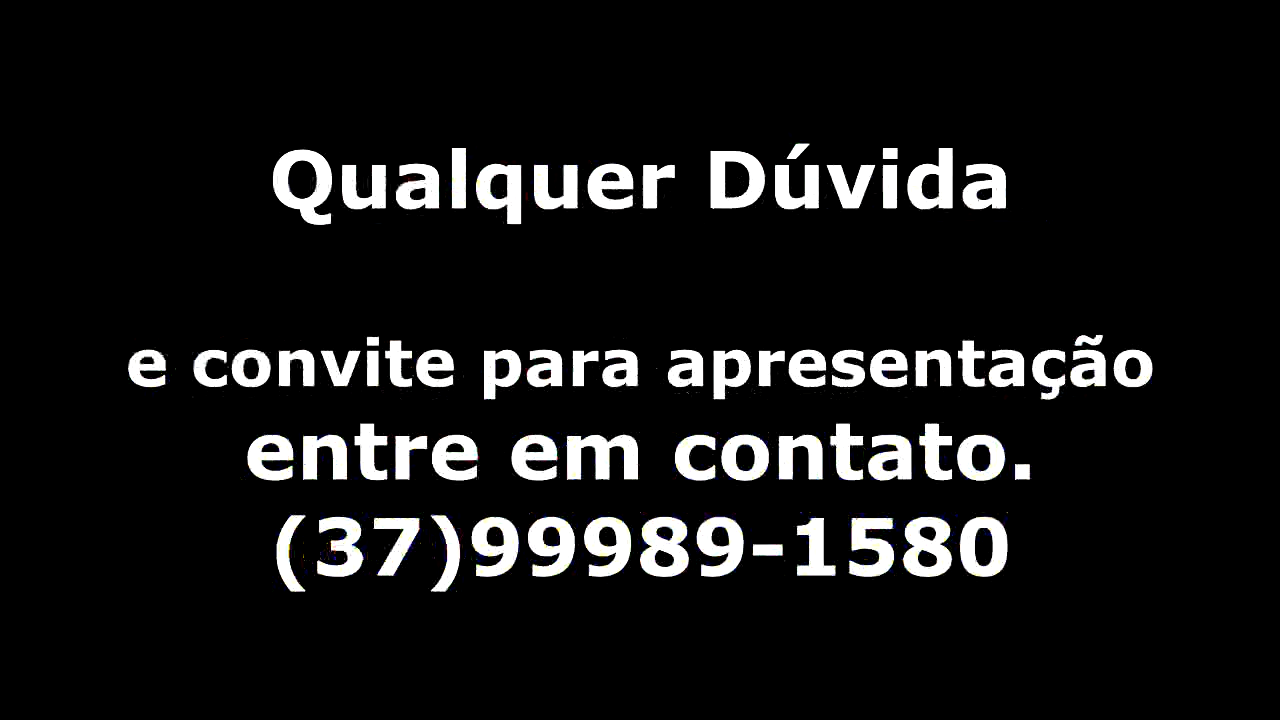 Qualquer Dúvida
e convite para apresentação
entre em contato.
(37)99989-1580